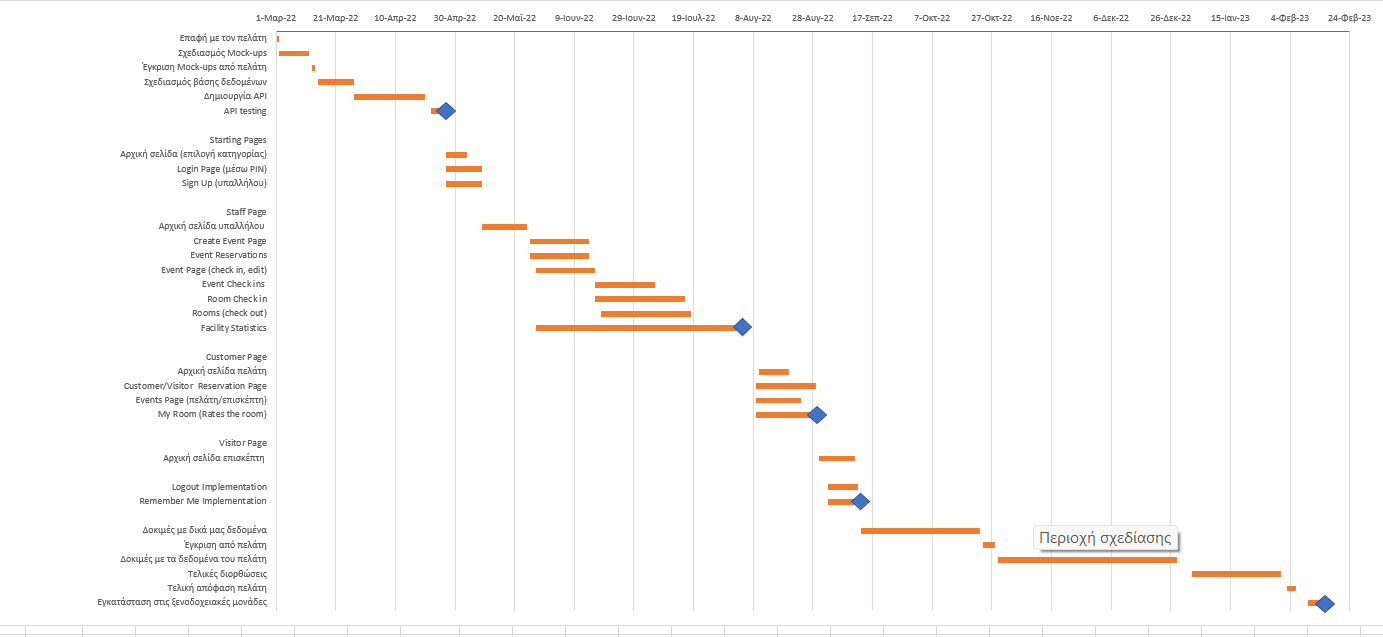 1-Μαρ-22 21-Μαρ-22 10-Απρ-22 30-Απρ-22 20-Μαΐ-22 9-Ιουν-22 29-Ιουν-22 19-Ιουλ-22 8-Αυγ-22 28-Αυγ-22 17-Σεπ-22 7-Οκτ-22 27-Οκτ-22 16-Νοε-22 6-Δεκ-22 26-Δεκ-22 15-Ιαν-23 4-Φεβ-23 24-Φεβ-23
Επαφή με τον πελάτη
Σχεδιασμός Mock-ups
Έγκριση Mock-ups από πελάτη
Σχεδιασμός βάσης δεδομένων
Δημιουργία API
API testing
Starting Pages
Αρχική σελίδα (επιλογή κατηγορίας)
Login Page (μέσω PIN)
Sign Up (υπαλλήλου)
Staff Page
Αρχική σελίδα υπαλλήλου
Create Event Page
Event Reservations
Event Page (check in, edit)
Event Check ins
Room Check in
Rooms (check out)
Facility Statistics
Customer Page
Αρχική σελίδα πελάτη
Customer/Visitor Reservation Page
Events Page (πελάτη/επισκέπτη)
My Room (Rates the room)
Visitor Page
Αρχική σελίδα επισκέπτη
Logout Implementation
Remember Me Implementation
Δοκιμές με δικά μας δεδομένα
Έγκριση από πελάτη
Περιοχή σχεδίασης
Δοκιμές με τα δεδομένα του πελάτη
Τελικές διορθώσεις
Τελική απόφαση πελάτη
Εγκατάσταση στις ξενοδοχειακές μονάδες